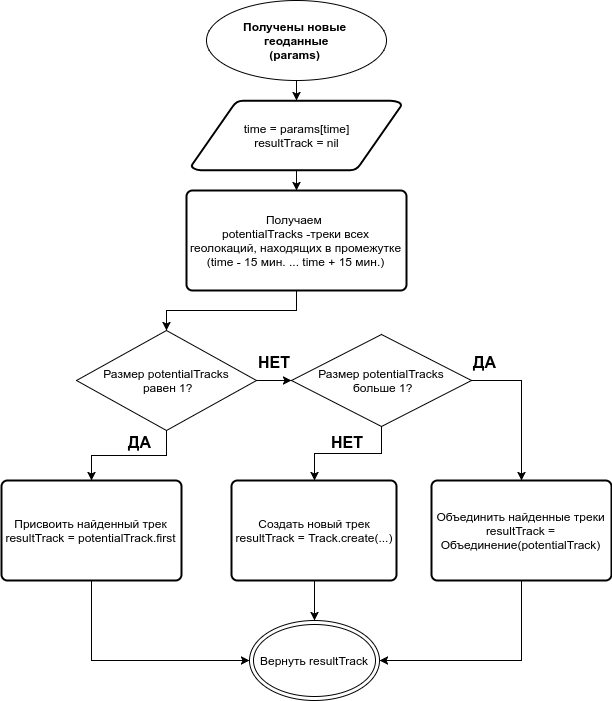 Получены новые
геоданные
(params)
time = params[time]
resultTrack = nil
Получаем
potentialTracks -треки всех
геолокаций, находящих в промежутке
(time - 15 мин. ... time + 15 мин.)
Размер potentialTracks
равен 1?
НЕТ
Размер potentialTracks
больше 1?
ДА
ДА
НЕТ
Присвоить найденный трек
resultTrack = potentialTrack.first
Создать новый трек
resultTrack = Track.create(...)
Объединить найденные треки
resultTrack =
Объединение(potentialTrack)
Вернуть resultTrack